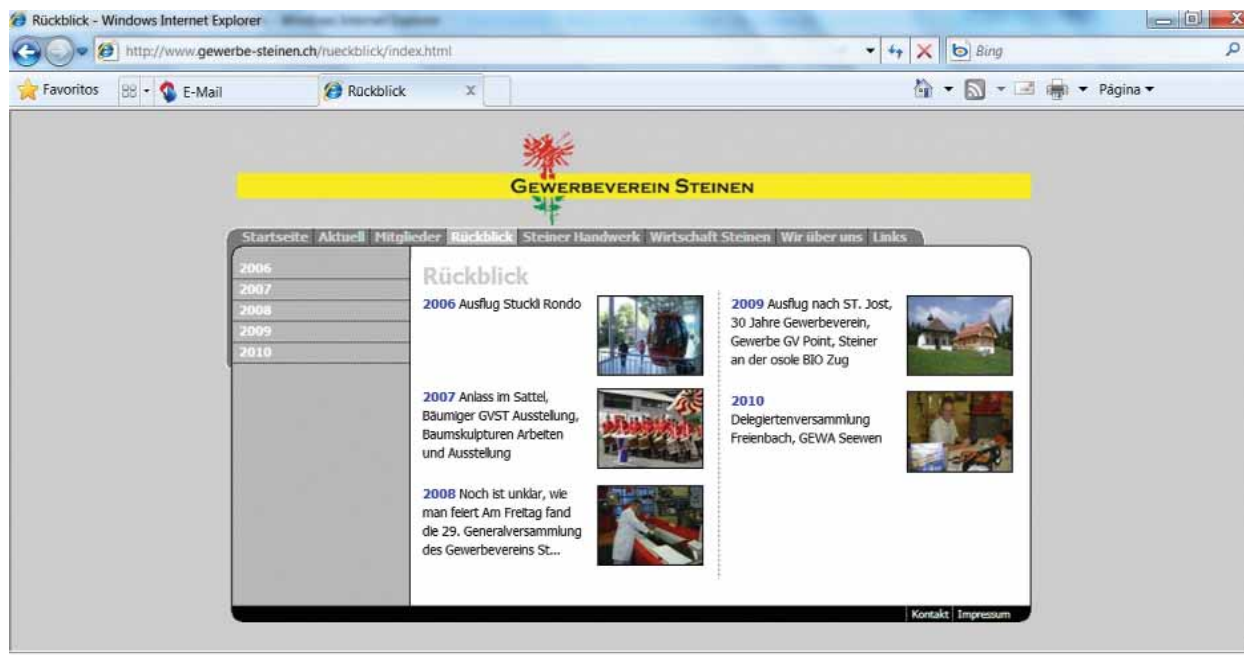 Rückblick - Windows Internet Explorer
http://www.gewerbe-steinen.ch/rueckblick/index.html
Bing
Favoritos
E-Mail
Rückblick
X
Página
GEWERBEVEREIN STEINEN
Startseite Aktuell Mitglieder Rückblick Steiner Handwerk Wirtschaft Steinen Wir über uns Links
2006
2007
2008
2009
2010
Rückblick
2006 Ausflug Stuckli Rondo
2007 Anlass im Sattel,
Bäumiger GVST Ausstellung,
Baumskulpturen Arbeiten
und Ausstellung
2008 Noch ist unklar, wie
man feiert Am Freitag fand
die 29. Generalversammlung
des Gewerbevereins St...
2009 Ausflug nach ST. Jost,
30 Jahre Gewerbeverein,
Gewerbe GV Point, Steiner
an der osole BIO Zug
2010
Delegiertenversammlung
Freienbach, GEWA Seewen
Kontakt Impressum